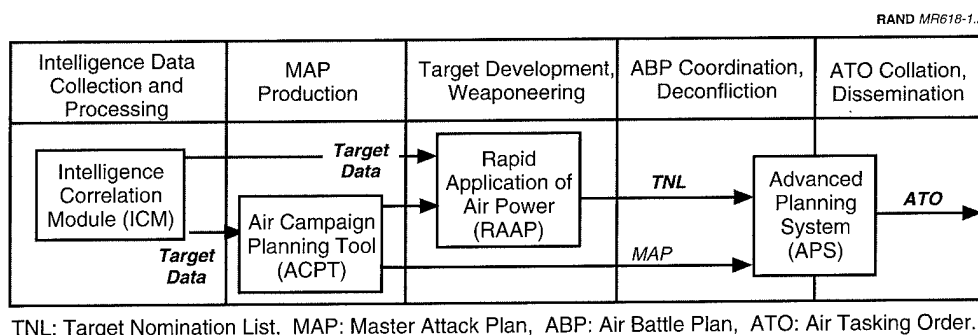 RAND MR618-1.
Intelligence Data
Collection and
Processing
MAP
Production
Target Development,
Weaponeering
ABP Coordination,
Deconfliction
ATO Collation,
Dissemination
Intelligence
Correlation
Module (ICM)
Target
Data
Air Campaign
Planning Tool
(ACPT)
Target
Data
Rapid
Application of
Air Power
(RAAP)
TNL
MAP
Advanced
Planning
System
(APS)
ATO
TNL: Target Nomination List, MAP: Master Attack Plan, ABP: Air Battle Plan, ATO: Air Tasking Order.